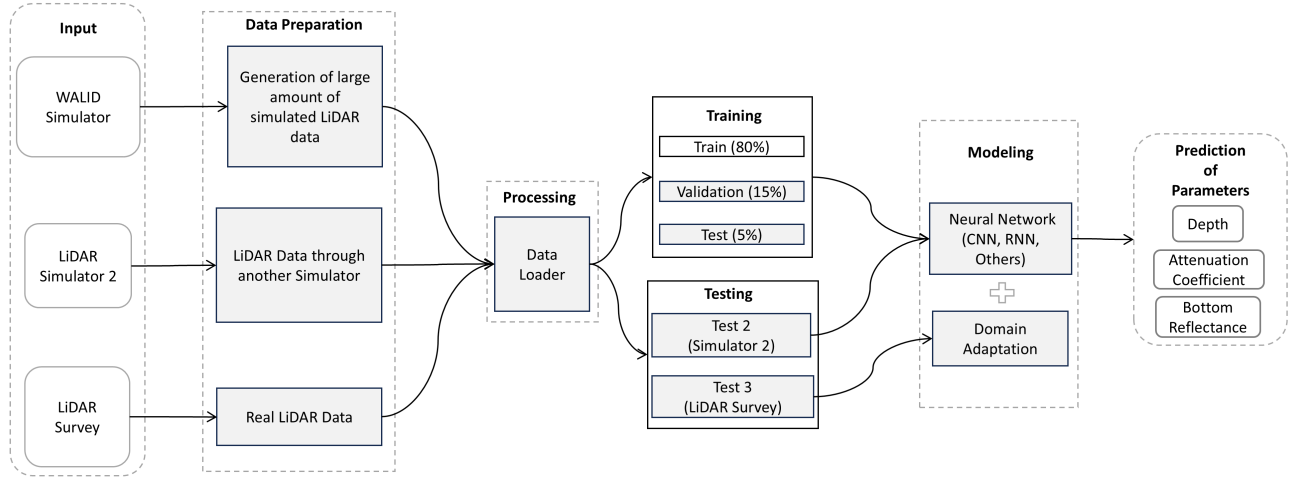 Input
WALID
Simulator
LiDAR
Simulator 2
LiDAR
Survey
Data Preparation
Generation of large
amount of
simulated LiDAR
data
LiDAR Data through
another Simulator
Real LiDAR Data
Processing
Data
Loader
Training
Train (80%)
Validation (15%)
Test (5%)
Testing
Test 2
(Simulator 2)
Test 3
(LiDAR Survey)
Modeling
Neural Network
(CNN, RNN,
Others)
Domain
Adaptation
Prediction
of
Parameters
Depth
Attenuation
Coefficient
Bottom
Reflectance